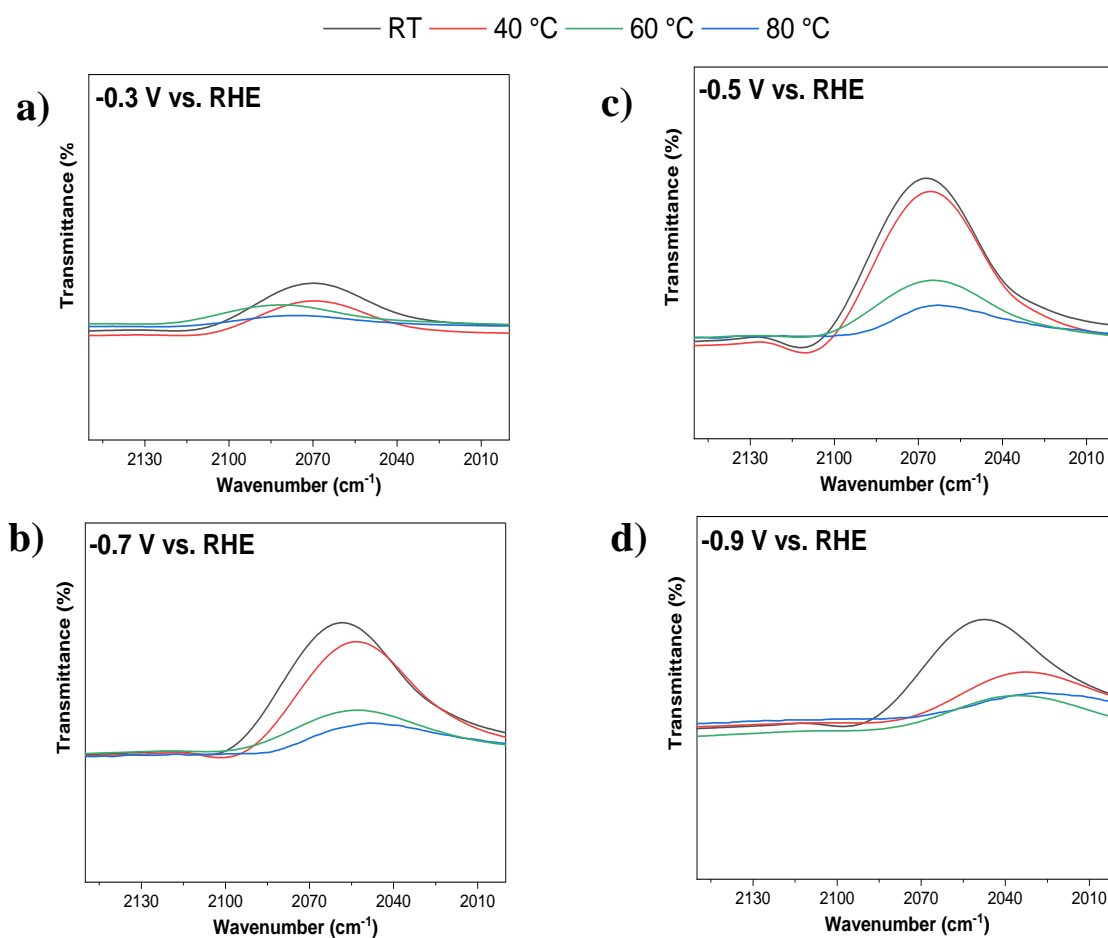 RT 40 °C 60 °C 80 °C
a)
-0.3 V vs. RHE
Transmittance (%
2130 2100 2070 2040 2010
Wavenumber (cm-1)
c)
-0.5 V vs. RHE
Transmittance (%)
2130 2100 2070 2040 2010
Wavenumber (cm-1)
b)
-0.7 V vs. RHE
Transmittance (%)
2130 2100 2070 2040 2010
Wavenumber (cm-1)
d)
-0.9 V vs. RHE
Transmittance (%)
2130 2100 2070 2040 2010
Wavenumber (cm-1)